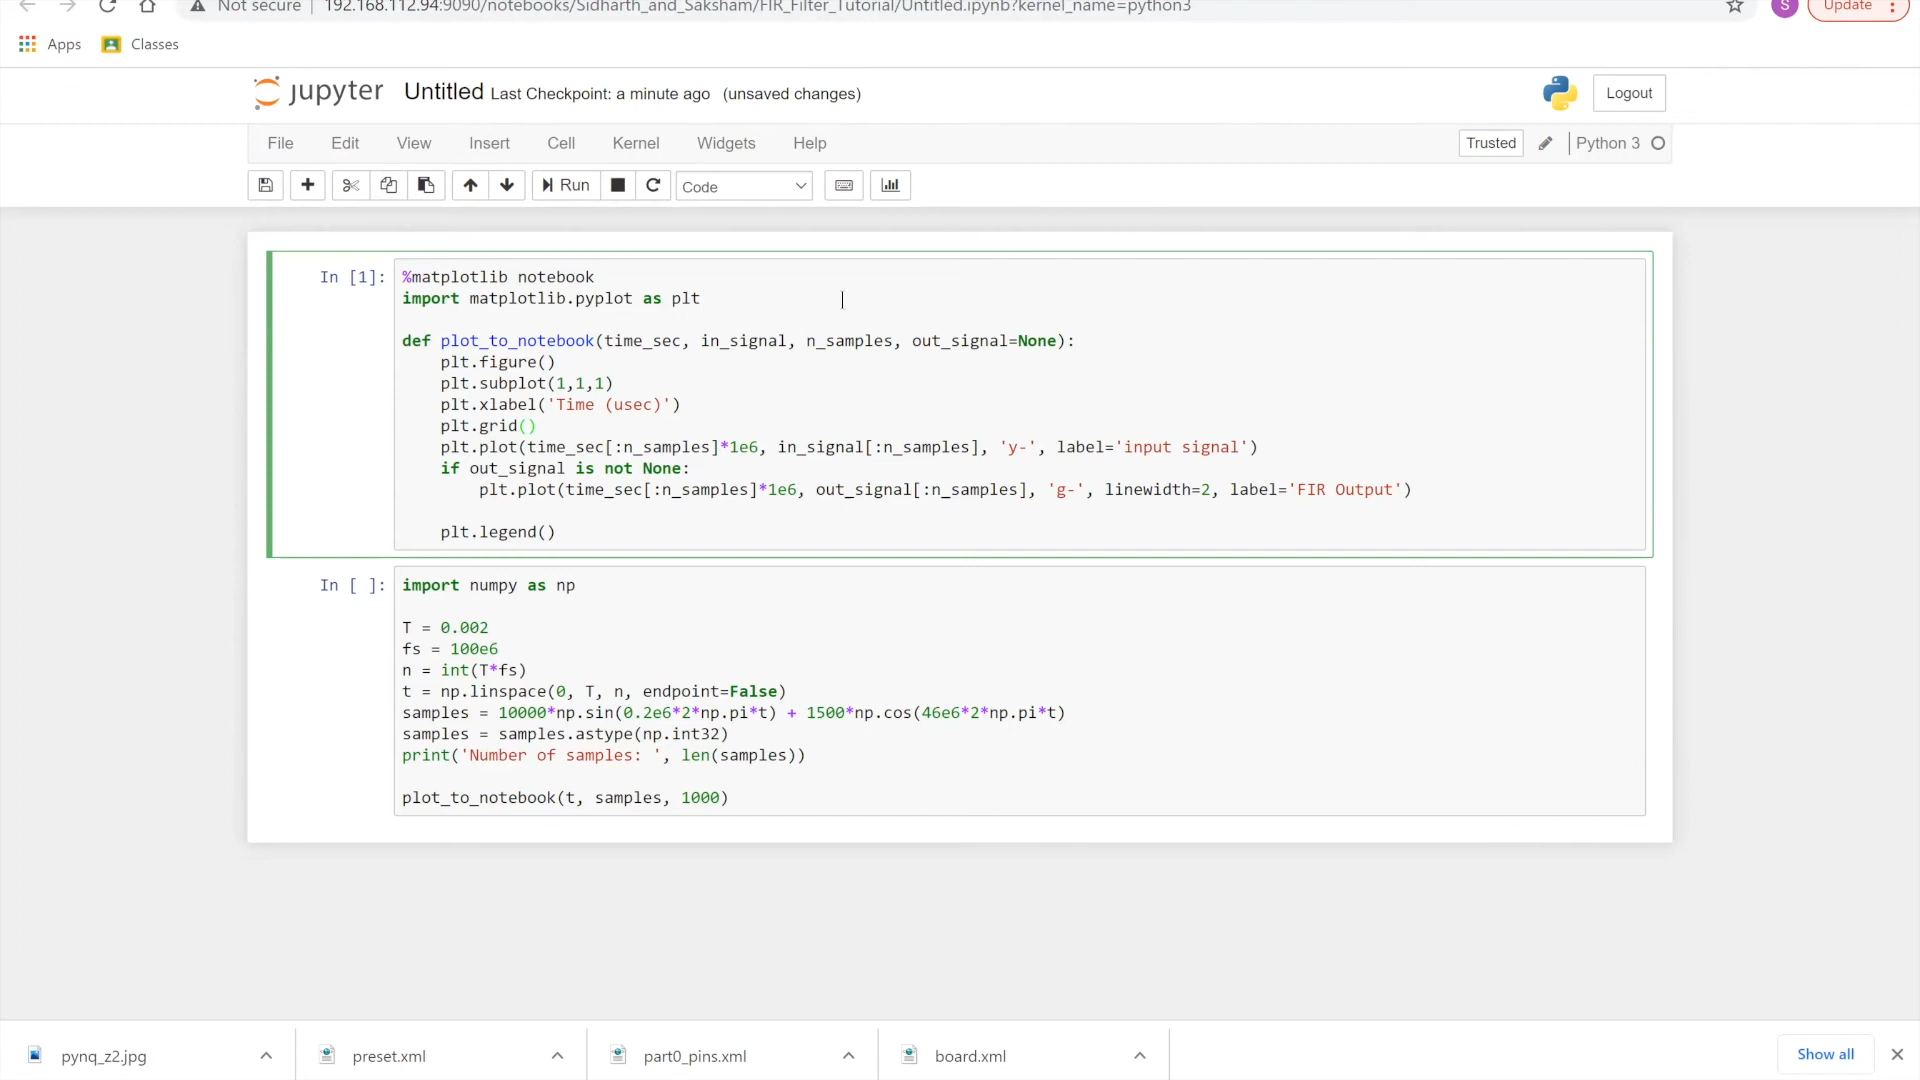 Not secure | 192.168.112.94:9090/notebooks/Sidharth_and_Saksham/FIR_Filter_Tutorial/Untitled.ipynb?kernel_name=python3
S
Update
Apps
Classes
jupyter
Untitled Last Checkpoint: a minute ago (unsaved changes)
Logout
File Edit View Insert Cell Kernel Widgets Help
Trusted
Python 3
Run
Code
In [1]:
%matplotlib notebook
import matplotlib.pyplot as plt
def plot_to_notebook(time_sec, in_signal, n_samples, out_signal=None):
    plt.figure()
    plt.subplot(1,1,1)
    plt.xlabel('Time (usec)')
    plt.grid()
    plt.plot(time_sec[:n_samples]*1e6, in_signal[:n_samples], 'y-', label='input signal')
    if out_signal is not None:
        plt.plot(time_sec[:n_samples]*1e6, out_signal[:n_samples], 'g-', linewidth=2, label='FIR Output')
    plt.legend()
In [ ]:
import numpy as np
T = 0.002
fs = 100e6
n = int(T*fs)
t = np.linspace(0, T, n, endpoint=False)
samples = 10000*np.sin(0.2e6*2*np.pi*t) + 1500*np.cos(46e6*2*np.pi*t)
samples = samples.astype(np.int32)
print('Number of samples: ', len(samples))
plot_to_notebook(t, samples, 1000)
pynq_z2.jpg
preset.xml
part0_pins.xml
board.xml
Show all